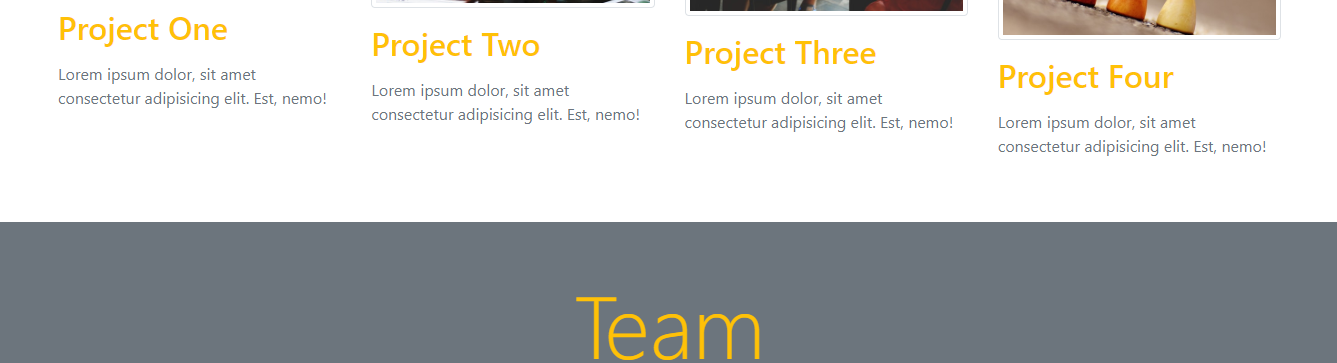 Project One
Lorem ipsum dolor, sit amet
consectetur adipisicing elit. Est, nemo!
Project Two
Lorem ipsum dolor, sit amet
consectetur adipisicing elit. Est, nemo!
Project Three
Lorem ipsum dolor, sit amet
consectetur adipisicing elit. Est, nemo!
Project Four
Lorem ipsum dolor, sit amet
consectetur adipisicing elit. Est, nemo!
Team